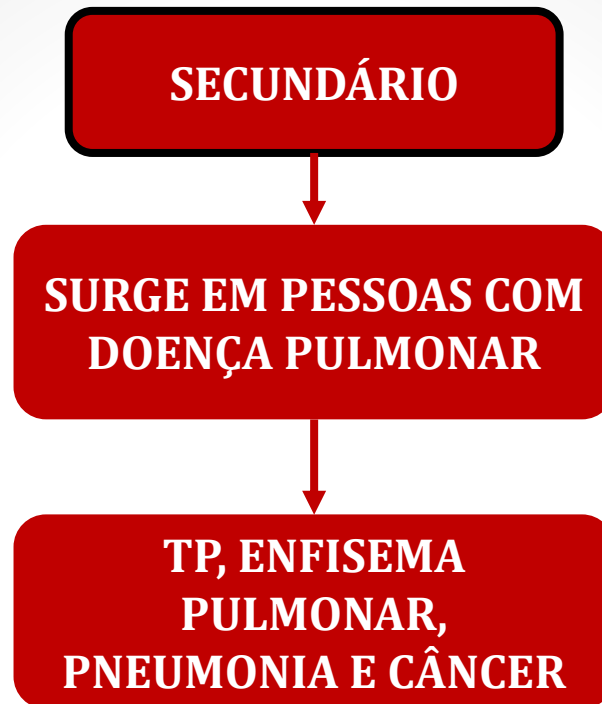 SECUNDÁRIO
SURGE EM PESSOAS COM
DOENÇA PULMONAR
TP, ENFISEMA
PULMONAR,
PNEUMONIA E CÂNCER